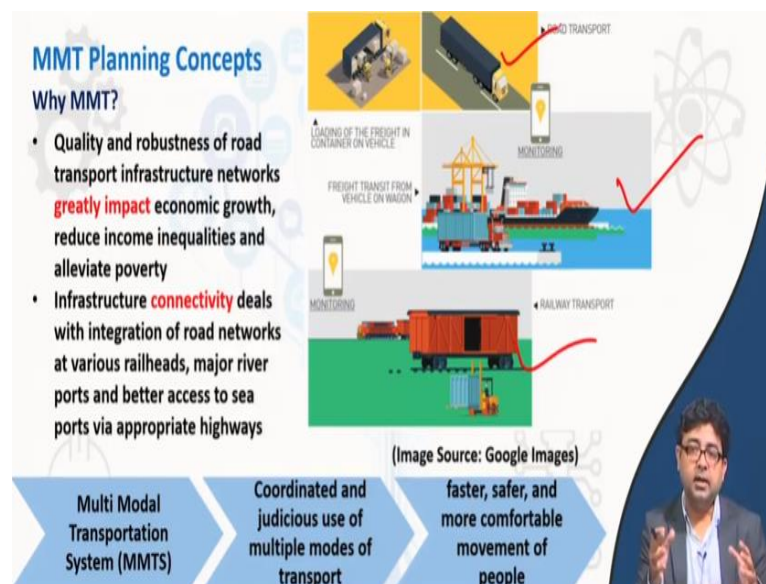 MMT Planning Concepts
Why MMT?
• Quality and robustness of road
transport infrastructure networks
greatly impact economic growth,
reduce income inequalities and
alleviate poverty
• Infrastructure connectivity deals
with integration of road networks
at various railheads, major river
ports and better access to sea
ports via appropriate highways
ROAD TRANSPORT
LOADING OF THE FREIGHT IN
CONTAINER ON VEHICLE
MONITORING
FREIGHT TRANSIT FROM
VEHICLE ON WAGON
MONITORING
RAILWAY TRANSPORT
(Image Source: Google Images)
Multi Modal
Transportation
System (MMTS)
Coordinated and
judicious use of
multiple modes of
transport
faster, safer, and
more comfortable
movement of
people